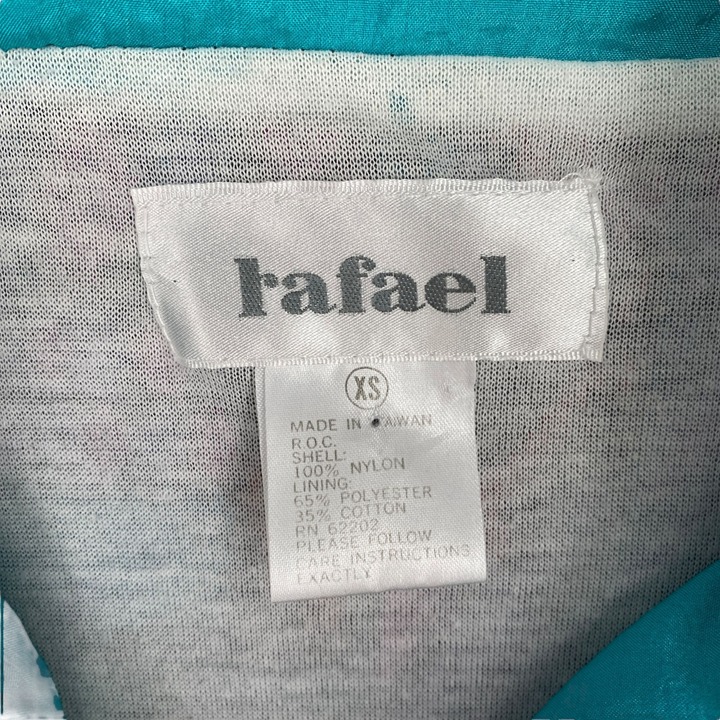 rafael
XS
MADE IN TAIWAN
R.O.C.
SHELL:
100% NYLON
LINING:
65% POLYESTER
35% COTTON
RN 62202
PLEASE FOLLOW
CARE INSTRUCTIONS
EXACTLY